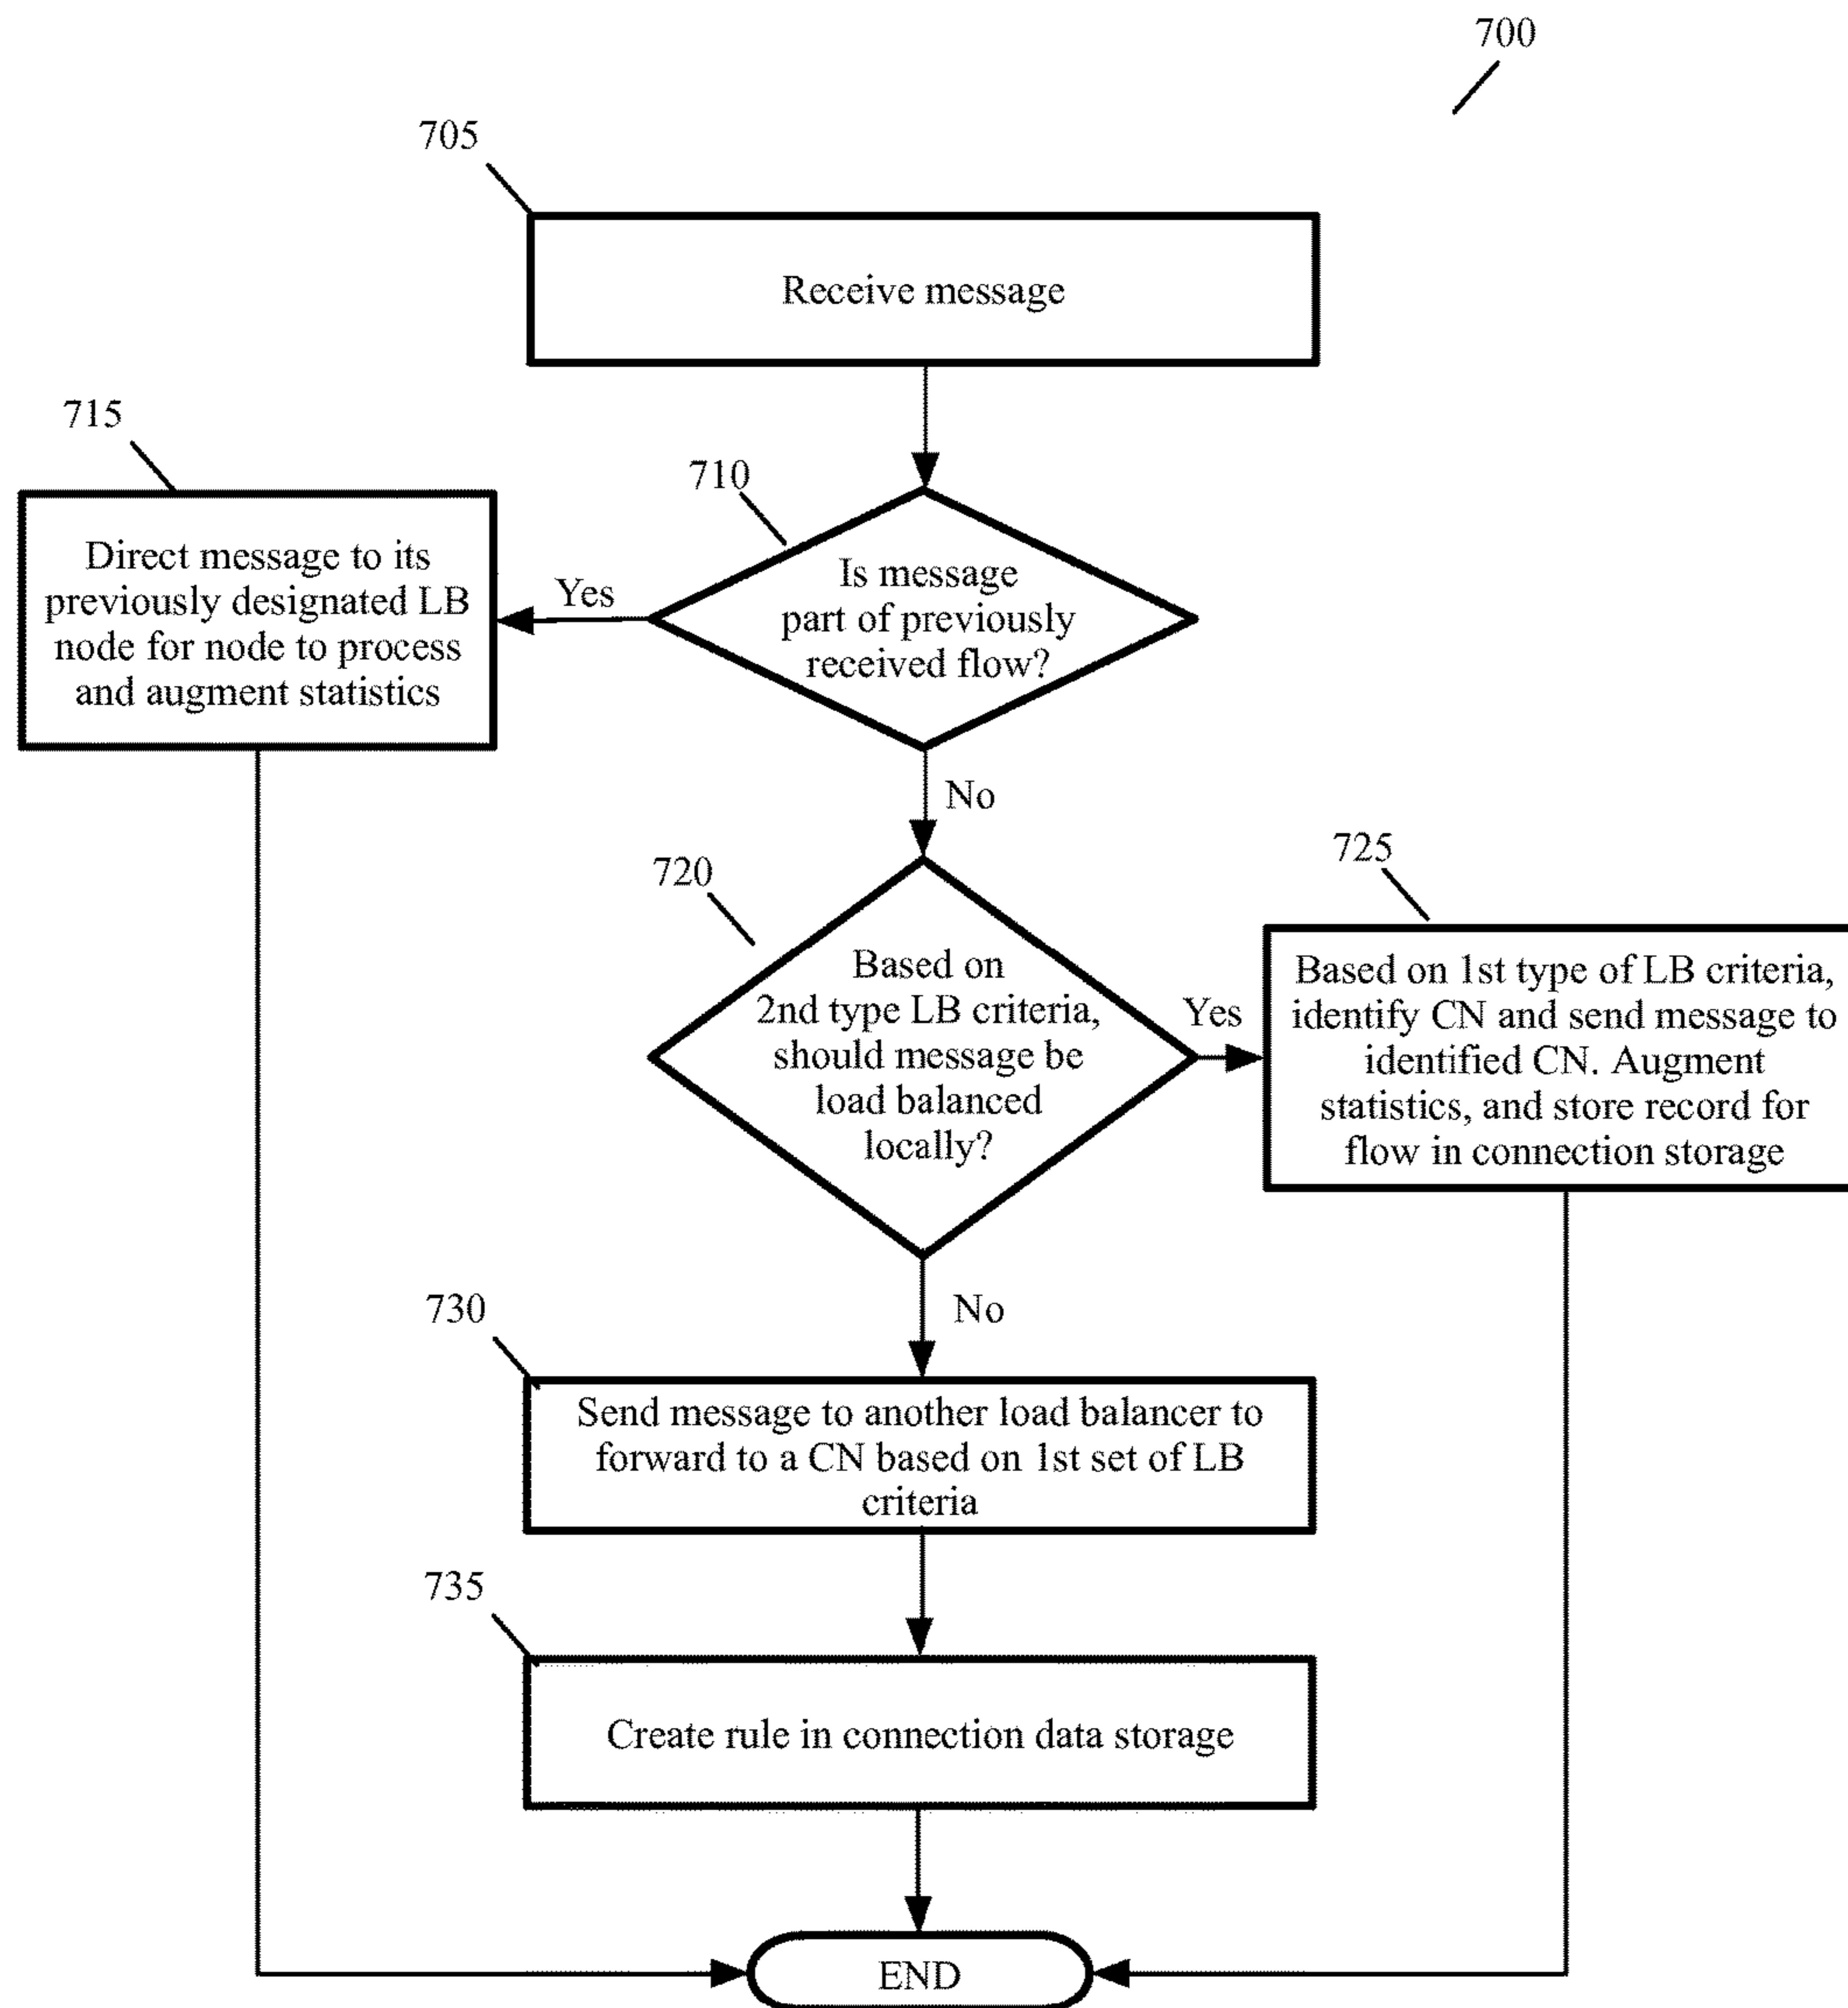 700
705
Receive message
715
710
Direct message to its
previously designated LB
node for node to process
and augment statistics
Yes
Is message
part of previously
received flow?
No
720
725
Based on
2nd type LB criteria,
should message be
load balanced
locally?
Yes
Based on 1st type of LB criteria,
identify CN and send message to
identified CN. Augment
statistics, and store record for
flow in connection storage
No
730
Send message to another load balancer to
forward to a CN based on 1st set of LB
criteria
735
Create rule in connection data storage
END